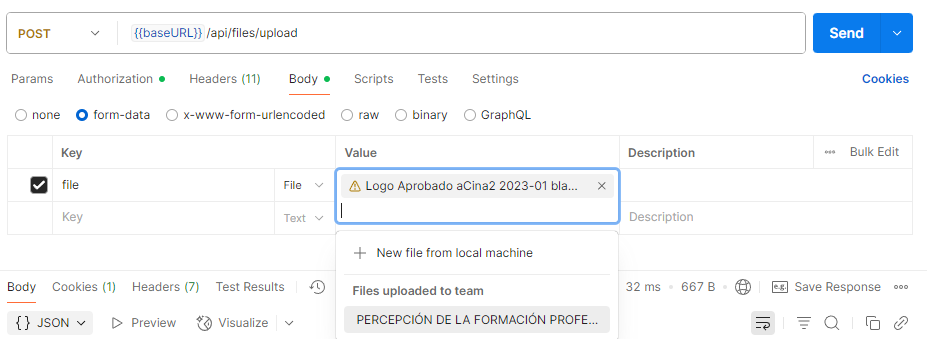 POST {{baseURL}} /api/files/upload Send
Params Authorization Headers (11) Body Scripts Tests Settings Cookies
none form-data x-www-form-urlencoded raw binary GraphQL
Key Value Description ••• Bulk Edit
file File Logo Aprobado aCina2 2023-01 bla...
Key Text Description
New file from local machine
Files uploaded to team
PERCEPCIÓN DE LA FORMACIÓN PROFE...
Body Cookies (1) Headers (7) Test Results 32 ms • 667 B • e.g. Save Response •••
{} JSON Preview Visualize